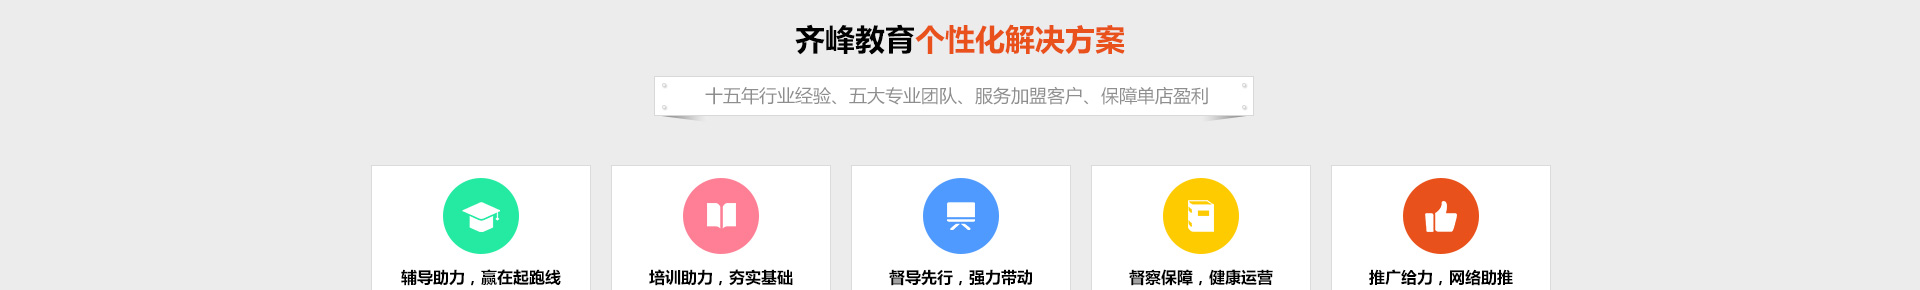 齐峰教育个性化解决方案
十五年行业经验、五大专业团队、服务加盟客户、保障单店盈利
辅导助力，赢在起跑线
培训助力，夯实基础
督导先行，强力带动
督察保障，健康运营
推广给力，网络助推